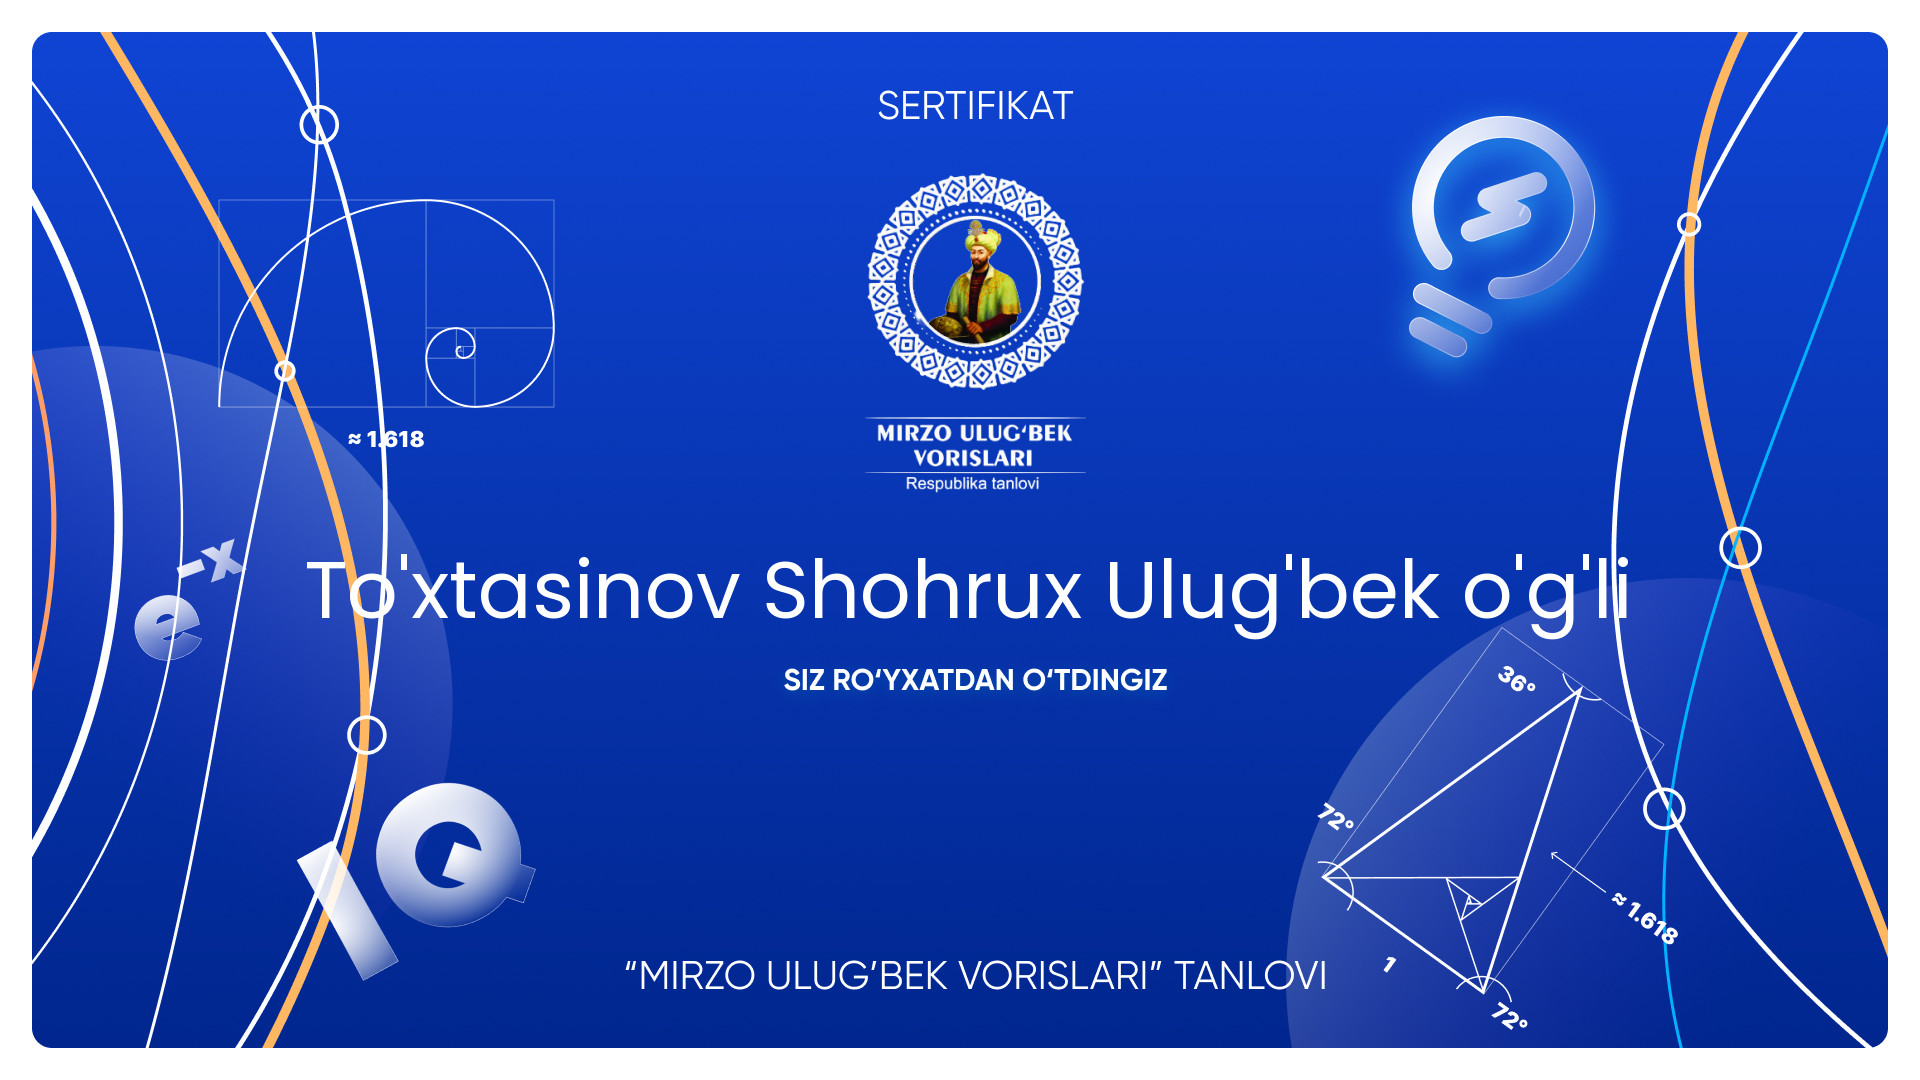 SERTIFIKAT
MIRZO ULUG‘BEK
VORISLARI
Respublika tanlovi
≈ 1.618
e-x
To'xtasinov Shohrux Ulug'bek o'g'li
SIZ RO‘YXATDAN O‘TDINGIZ
36°
72°
IQ
≈ 1.618
1
72°
“MIRZO ULUG’BEK VORISLARI” TANLOVI